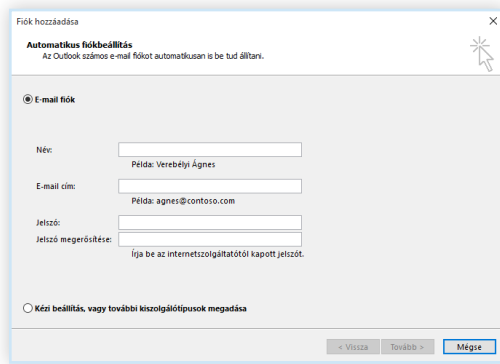 Fiók hozzáadása
Automatikus fiókbeállítás
Az Outlook számos e-mail fiókot automatikusan is be tud állítani.
E-mail fiók
Név:
Példa: Verebélyi Ágnes
E-mail cím:
Példa: agnes@contoso.com
Jelszó:
Jelszó megerősítése:
Írja be az internetszolgáltatótól kapott jelszót.
Kézi beállítás, vagy további kiszolgálótípusok megadása
< Vissza Tovább > Mégse